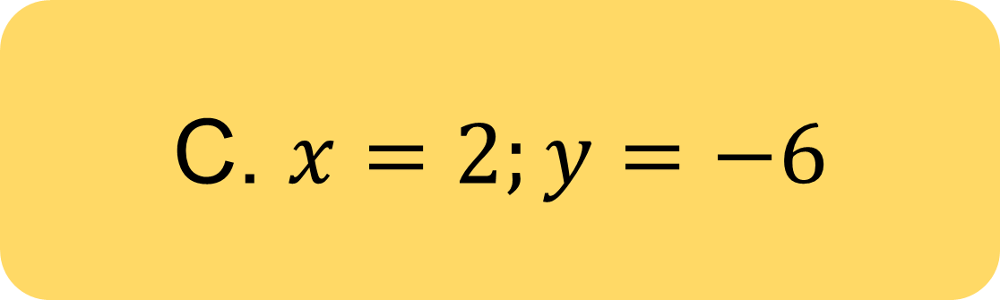 C. x = 2; y = −6